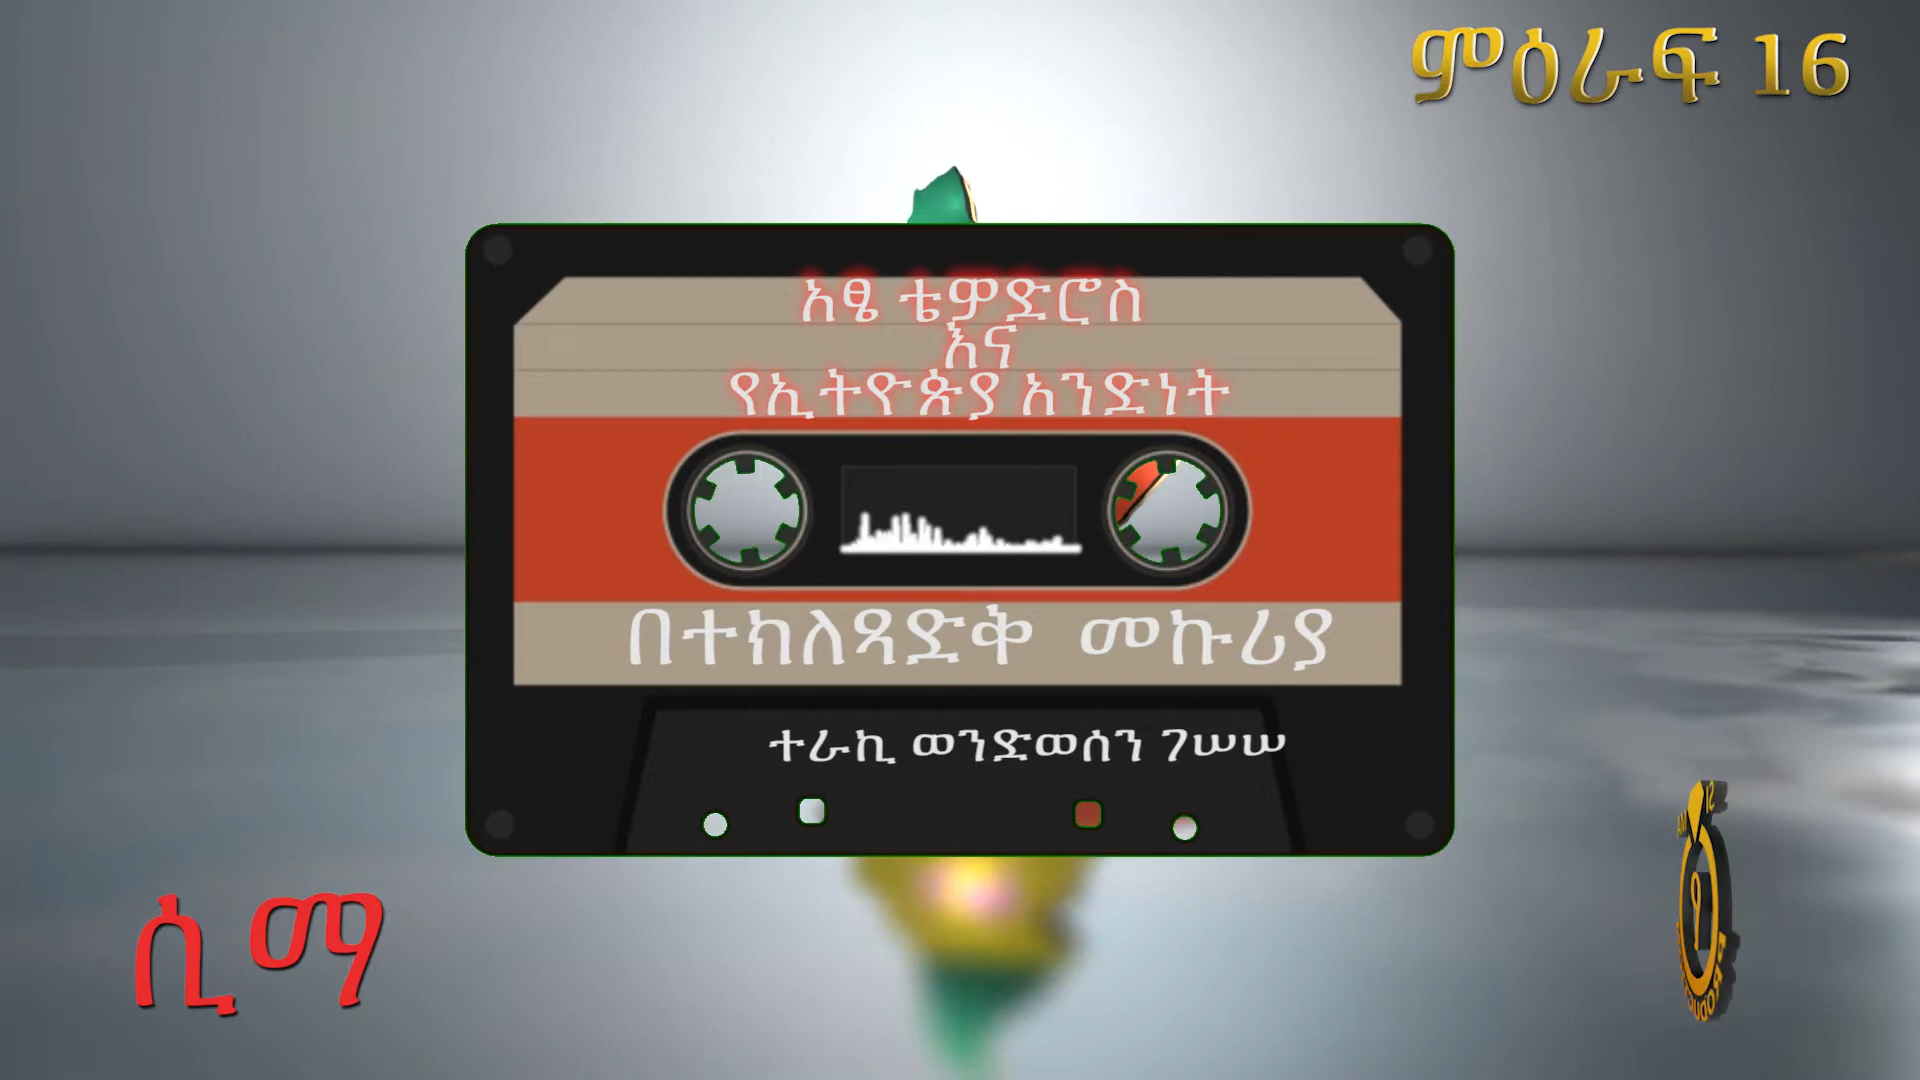 ምዕራፍ 16
አፄ ቴዎድሮስ
እና
የኢትዮጵያ አንድነት
በተክለጻድቅ መኩሪያ
ተራኪ ወንድወሰን ገሠሠ
ሲማ